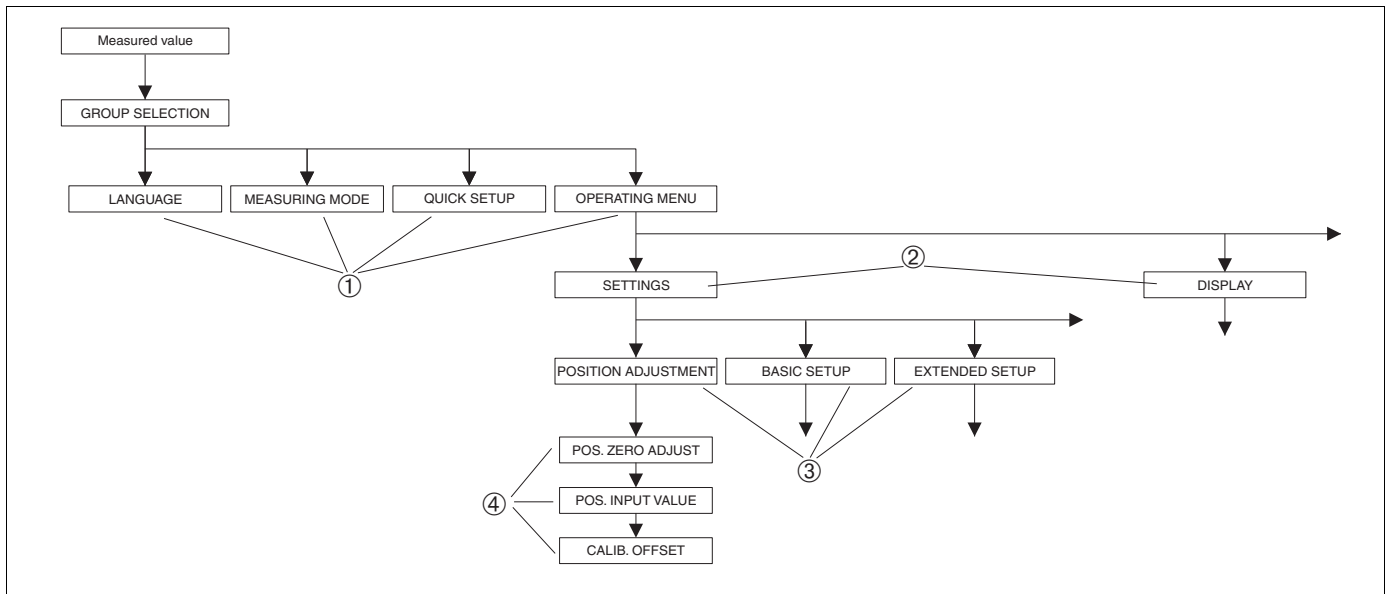 Measured value
GROUP SELECTION
LANGUAGE
MEASURING MODE
QUICK SETUP
OPERATING MENU
①
②
SETTINGS
DISPLAY
POSITION ADJUSTMENT
BASIC SETUP
EXTENDED SETUP
③
POS. ZERO ADJUST
④
POS. INPUT VALUE
CALIB. OFFSET